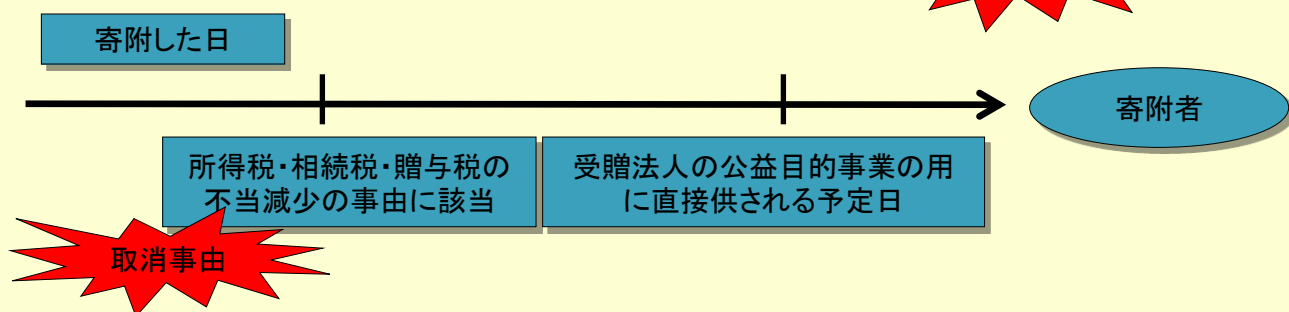 寄附した日
寄附者
所得税・相続税・贈与税の
不当減少の事由に該当
受贈法人の公益目的事業の用
に直接供される予定日
取消事由